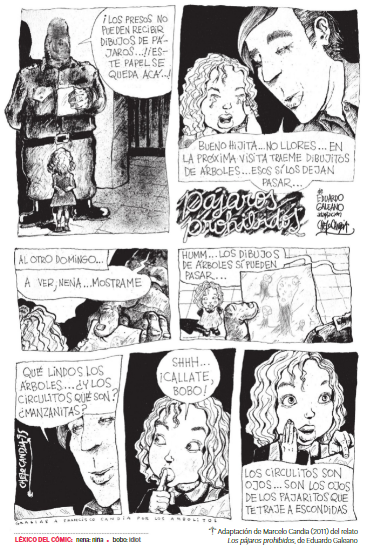 ¡LOS PRESOS NO
PUEDEN RECIBIR
DIBUJOS DE PÁ-
JAROS...! ¡ES-
TE PAPEL SE
QUEDA ACÁ..!
BUENO HIJITA...NO LLORES... EN
LA PRÓXIMA VISITA TRAEME DIBUJITOS
DE ÁRBOLES...ESOS SÍ LOS DEJAN
PASAR...
Pájaros
prohibidos
de
EDUARDO
GALEANO
AL OTRO DOMINGO...
A VER, NENA...MOSTRAME
HUMM...LOS DIBUJOS
DE ÁRBOLES SÍ PUEDEN
PASAR...
QUÉ LINDOS LOS
ÁRBOLES...¿Y LOS
CIRCULITOS QUÉ SON?
¿MANZANITAS?
SHHH...
¡CALLATE,
BOBO!
LOS CIRCULITOS SON
OJOS... SON LOS OJOS
DE LOS PAJARITOS QUE
TE TRAJE A ESCONDIDAS
GRACIAS A FRANCISCO CANDIA POR LOS ARBOLITOS
Adaptación de Marcelo Candia (2011) del relato
Los pájaros prohibidos, de Eduardo Galeano
LÉXICO DEL CÓMIC: nena: niña • bobo: idiot